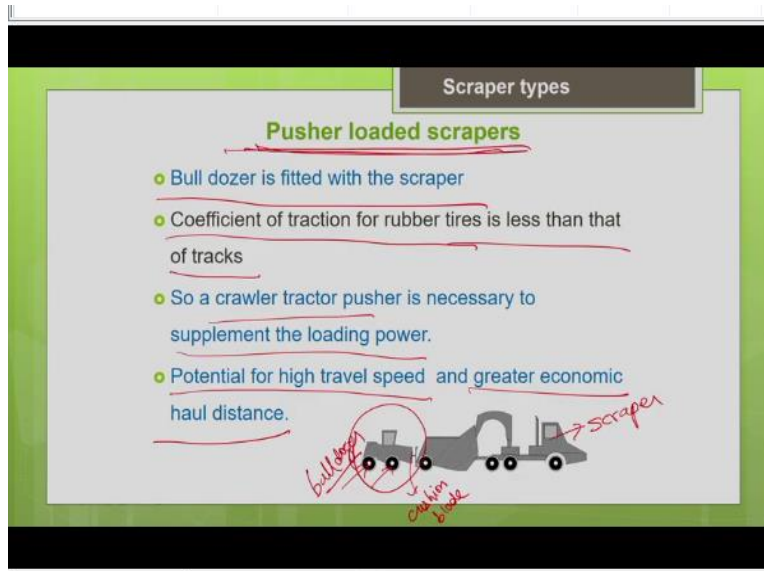 Scraper types
Pusher loaded scrapers
Bull dozer is fitted with the scraper
Coefficient of traction for rubber tires is less than that
of tracks
So a crawler tractor pusher is necessary to
supplement the loading power.
Potential for high travel speed and greater economic
haul distance.
scraper
bulldozer
cushion
blade